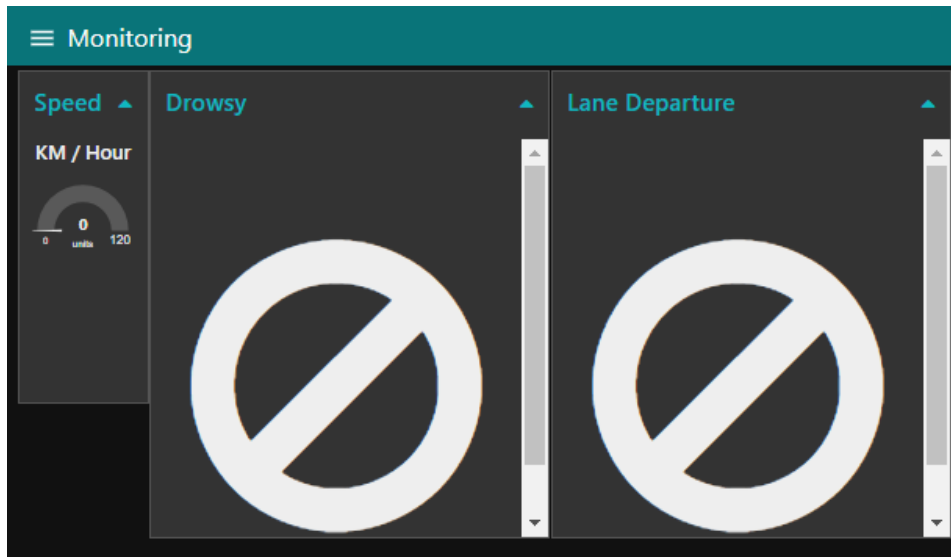 Monitoring
Speed
KM / Hour
0
0
units
120
Drowsy
Lane Departure